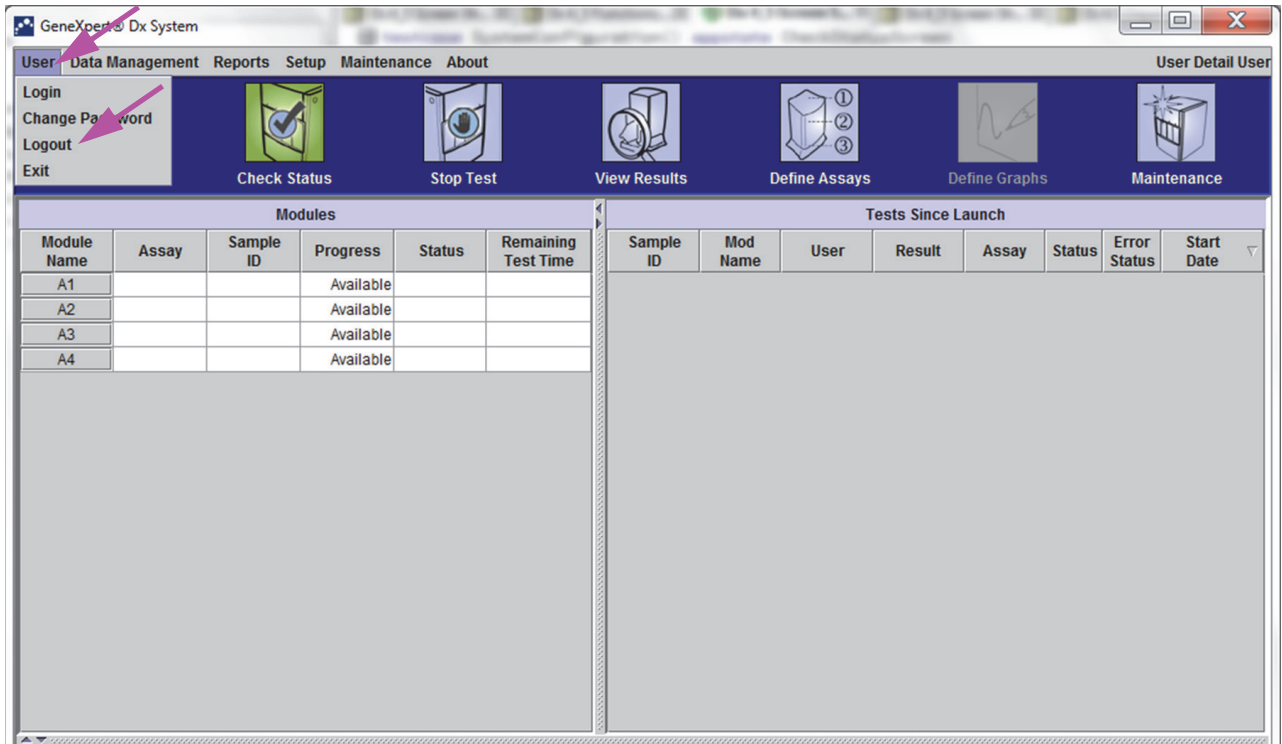 GeneXpert® Dx System
User Data Management Reports Setup Maintenance About User Detail User
Login
Change Password
Logout
Exit
Check Status Stop Test View Results Define Assays Define Graphs Maintenance
①
②
③
Modules
Module Name Assay Sample ID Progress Status Remaining Test Time
A1 Available
A2 Available
A3 Available
A4 Available
Tests Since Launch
Sample ID Mod Name User Result Assay Status Error Status Start Date